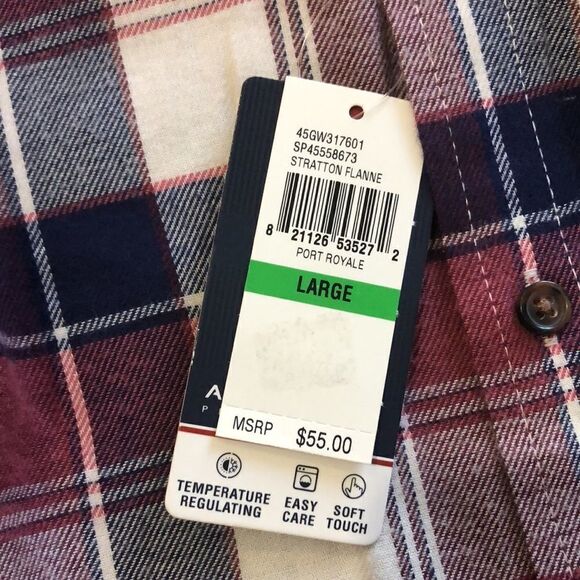 45GW317601
SP45558673
STRATTON FLANNE
8 21126 53527 2
PORT ROYALE
LARGE
MSRP $55.00
TEMPERATURE REGULATING
EASY CARE
SOFT TOUCH